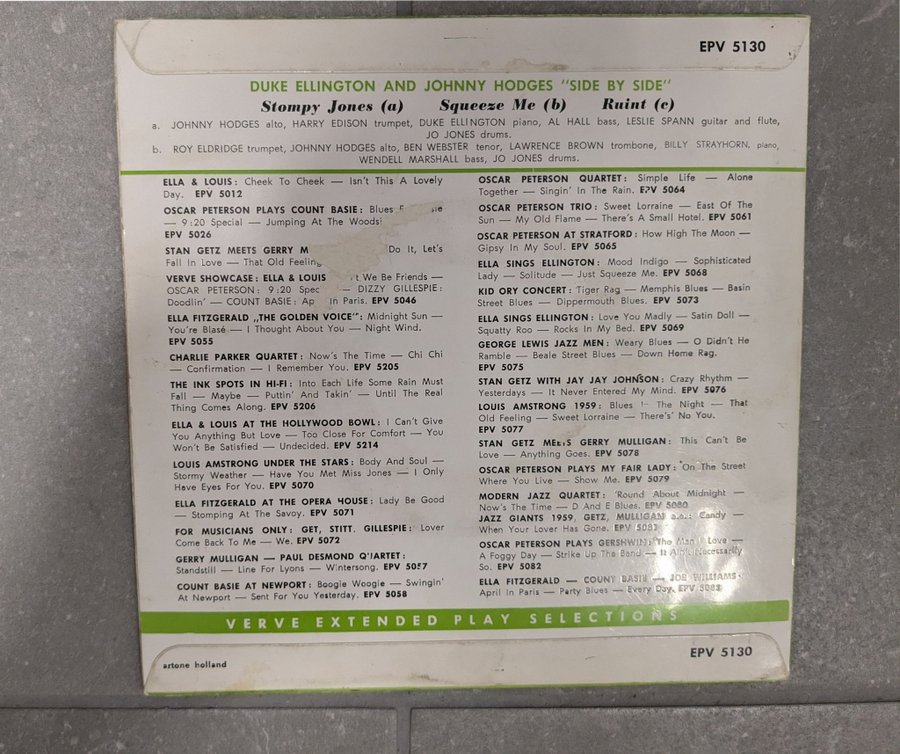 EPV 5130
DUKE ELLINGTON AND JOHNNY HODGES "SIDE BY SIDE"
Stompy Jones (a) Squeeze Me (b) Ruint (c)
a. JOHNNY HODGES alto, HARRY EDISON trumpet, DUKE ELLINGTON piano, AL HALL bass, LESLIE SPANN guitar and flute,
JO JONES drums.
b. ROY ELDRIDGE trumpet, JOHNNY HODGES alto, BEN WEBSTER tenor, LAWRENCE BROWN trombone, BILLY STRAYHORN, piano,
WENDELL MARSHALL bass, JO JONES drums.
ELLA & LOUIS: Cheek To Cheek — Isn't This A Lovely
Day. EPV 5012
OSCAR PETERSON PLAYS COUNT BASIE: Blues
— 9:20 Special — Jumping At The Woods
EPV 5026
STAN GETZ MEETS GERRY M Do It, Let's
Fall In Love — That Old Feeling
VERVE SHOWCASE: ELLA & LOUIS t We Be Friends —
OSCAR PETERSON: 9:20 Spec — DIZZY GILLESPIE:
Doodlin' — COUNT BASIE: Ap in Paris. EPV 5046
ELLA FITZGERALD „THE GOLDEN VOICE": Midnight Sun —
You're Blasé — I Thought About You — Night Wind.
EPV 5055
CHARLIE PARKER QUARTET: Now's The Time — Chi Chi
— Confirmation — I Remember You. EPV 5205
THE INK SPOTS IN HI-FI: Into Each Life Some Rain Must
Fall — Maybe — Puttin' And Takin' — Until The Real
Thing Comes Along. EPV 5206
ELLA & LOUIS AT THE HOLLYWOOD BOWL: I Can't Give
You Anything But Love — Too Close For Comfort — You
Won't Be Satisfied — Undecided. EPV 5214
LOUIS AMSTRONG UNDER THE STARS: Body And Soul —
Stormy Weather — Have You Met Miss Jones — I Only
Have Eyes For You. EPV 5070
ELLA FITZGERALD AT THE OPERA HOUSE: Lady Be Good
— Stomping At The Savoy. EPV 5071
FOR MUSICIANS ONLY: GET, STITT, GILLESPIE: Lover
Come Back To Me — We. EPV 5072
GERRY MULLIGAN — PAUL DESMOND QUARTET:
Standstill — Line For Lyons — Wintersong. EPV 5057
COUNT BASIE AT NEWPORT: Boogie Woogie — Swingin'
At Newport — Sent For You Yesterday. EPV 5058
OSCAR PETERSON QUARTET: Simple Life — Alone
Together — Singin' In The Rain. EPV 5064
OSCAR PETERSON TRIO: Sweet Lorraine — East Of The
Sun — My Old Flame — There's A Small Hotel. EPV 5061
OSCAR PETERSON AT STRATFORD: How High The Moon —
Gipsy In My Soul. EPV 5065
ELLA SINGS ELLINGTON: Mood Indigo — Sophisticated
Lady — Solitude — Just Squeeze Me. EPV 5068
KID ORY CONCERT: Tiger Rag — Memphis Blues — Basin
Street Blues — Dippermouth Blues. EPV 5073
ELLA SINGS ELLINGTON: Love You Madly — Satin Doll —
Squatty Roo — Rocks In My Bed. EPV 5069
GEORGE LEWIS JAZZ MEN: Weary Blues — O Didn't He
Ramble — Beale Street Blues — Down Home Rag.
EPV 5075
STAN GETZ WITH JAY JAY JOHNSON: Crazy Rhythm —
Yesterdays — It Never Entered My Mind. EPV 5076
LOUIS AMSTRONG 1959: Blues The Night — That
Old Feeling — Sweet Lorraine — There's' No You.
EPV 5077
STAN GETZ MEETS GERRY MULLIGAN: This Can't Be
Love — Anything Goes. EPV 5078
OSCAR PETERSON PLAYS MY FAIR LADY: On The Street
Where You Live — Show Me. EPV 5079
MODERN JAZZ QUARTET: 'Round About Midnight —
Now's The Time — D And E Blues. EPV 5080
JAZZ GIANTS 1959, GETZ, MULLIGAN a.o.: Candy —
When Your Lover Has Gone. EPV 5081
OSCAR PETERSON PLAYS GERSHWIN: The Man I Love —
A Foggy Day — Strike Up The Band — It Ain't Necessarily
So. EPV 5082
ELLA FITZGERALD — COUNT BASIE — JOE WILLIAMS:
April In Paris — Party Blues — Every Day. EPV 5083
VERVE EXTENDED PLAY SELECTIONS
artone holland
EPV 5130